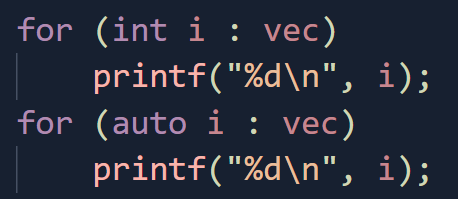 for (int i : vec)
    printf("%d\n", i);
for (auto i : vec)
    printf("%d\n", i);